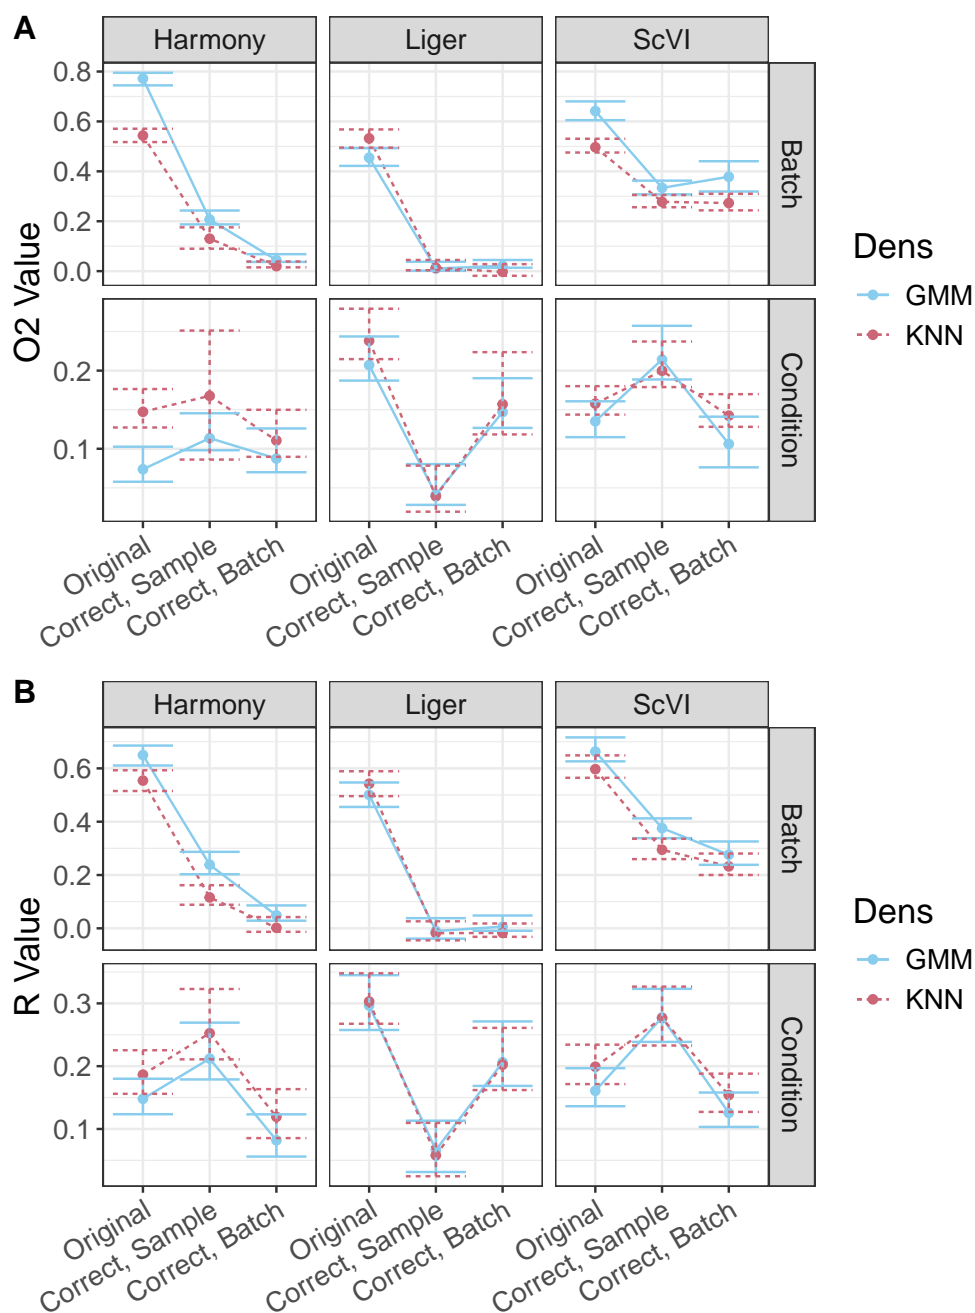 A
Harmony Liger ScVI
O2 Value
0.8
0.6
0.4
0.2
0.0
Batch
0.2
0.1
Condition
Original Correct, Sample Correct, Batch Original Correct, Sample Correct, Batch Original Correct, Sample Correct, Batch
Dens
GMM
KNN
B
Harmony Liger ScVI
R Value
0.6
0.4
0.2
0.0
Batch
0.3
0.2
0.1
Condition
Original Correct, Sample Correct, Batch Original Correct, Sample Correct, Batch Original Correct, Sample Correct, Batch
Dens
GMM
KNN